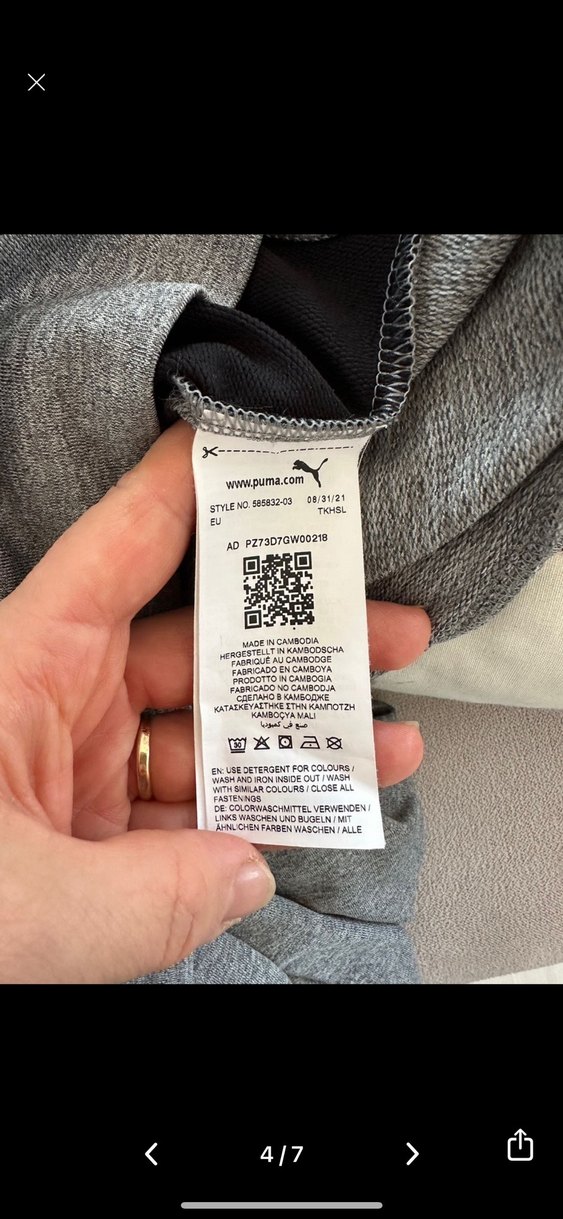 www.puma.com
STYLE NO. 585832-03 08/31/21
EU TKHSL
AD PZ73D7GW00218
MADE IN CAMBODIA
HERGESTELLT IN KAMBODSCHA
FABRIQUÉ AU CAMBODGE
FABRICADO EN CAMBOYA
PRODOTTO IN CAMBOGIA
FABRICADO NO CAMBODJA
СДЕЛАНО В КАМБОДЖЕ
ΚΑΤΑΣΚΕΥΑΣΤΗΚΕ ΣΤΗΝ ΚΑΜΠΟΤΖΗ
KAMBOÇYA MALI
صنع في كمبوديا
30
EN: USE DETERGENT FOR COLOURS /
WASH AND IRON INSIDE OUT / WASH
WITH SIMILAR COLOURS / CLOSE ALL
FASTENINGS
DE: COLORWASCHMITTEL VERWENDEN /
LINKS WASCHEN UND BÜGELN / MIT
ÄHNLICHEN FARBEN WASCHEN / ALLE
4/7